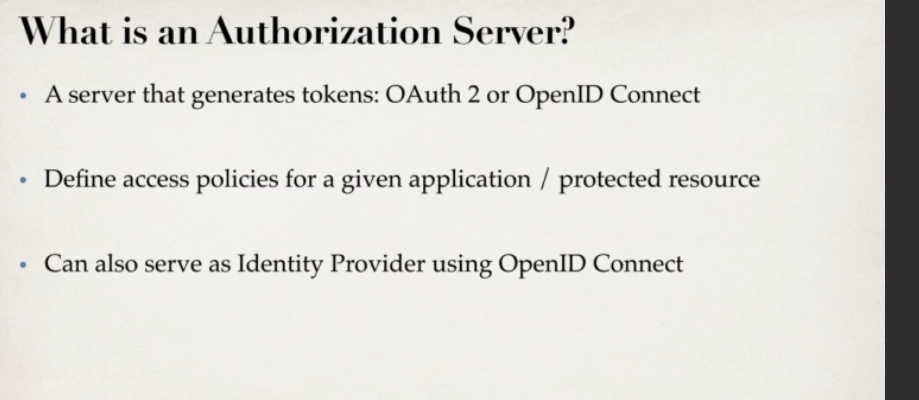 What is an Authorization Server?
• A server that generates tokens: OAuth 2 or OpenID Connect
• Define access policies for a given application / protected resource
• Can also serve as Identity Provider using OpenID Connect